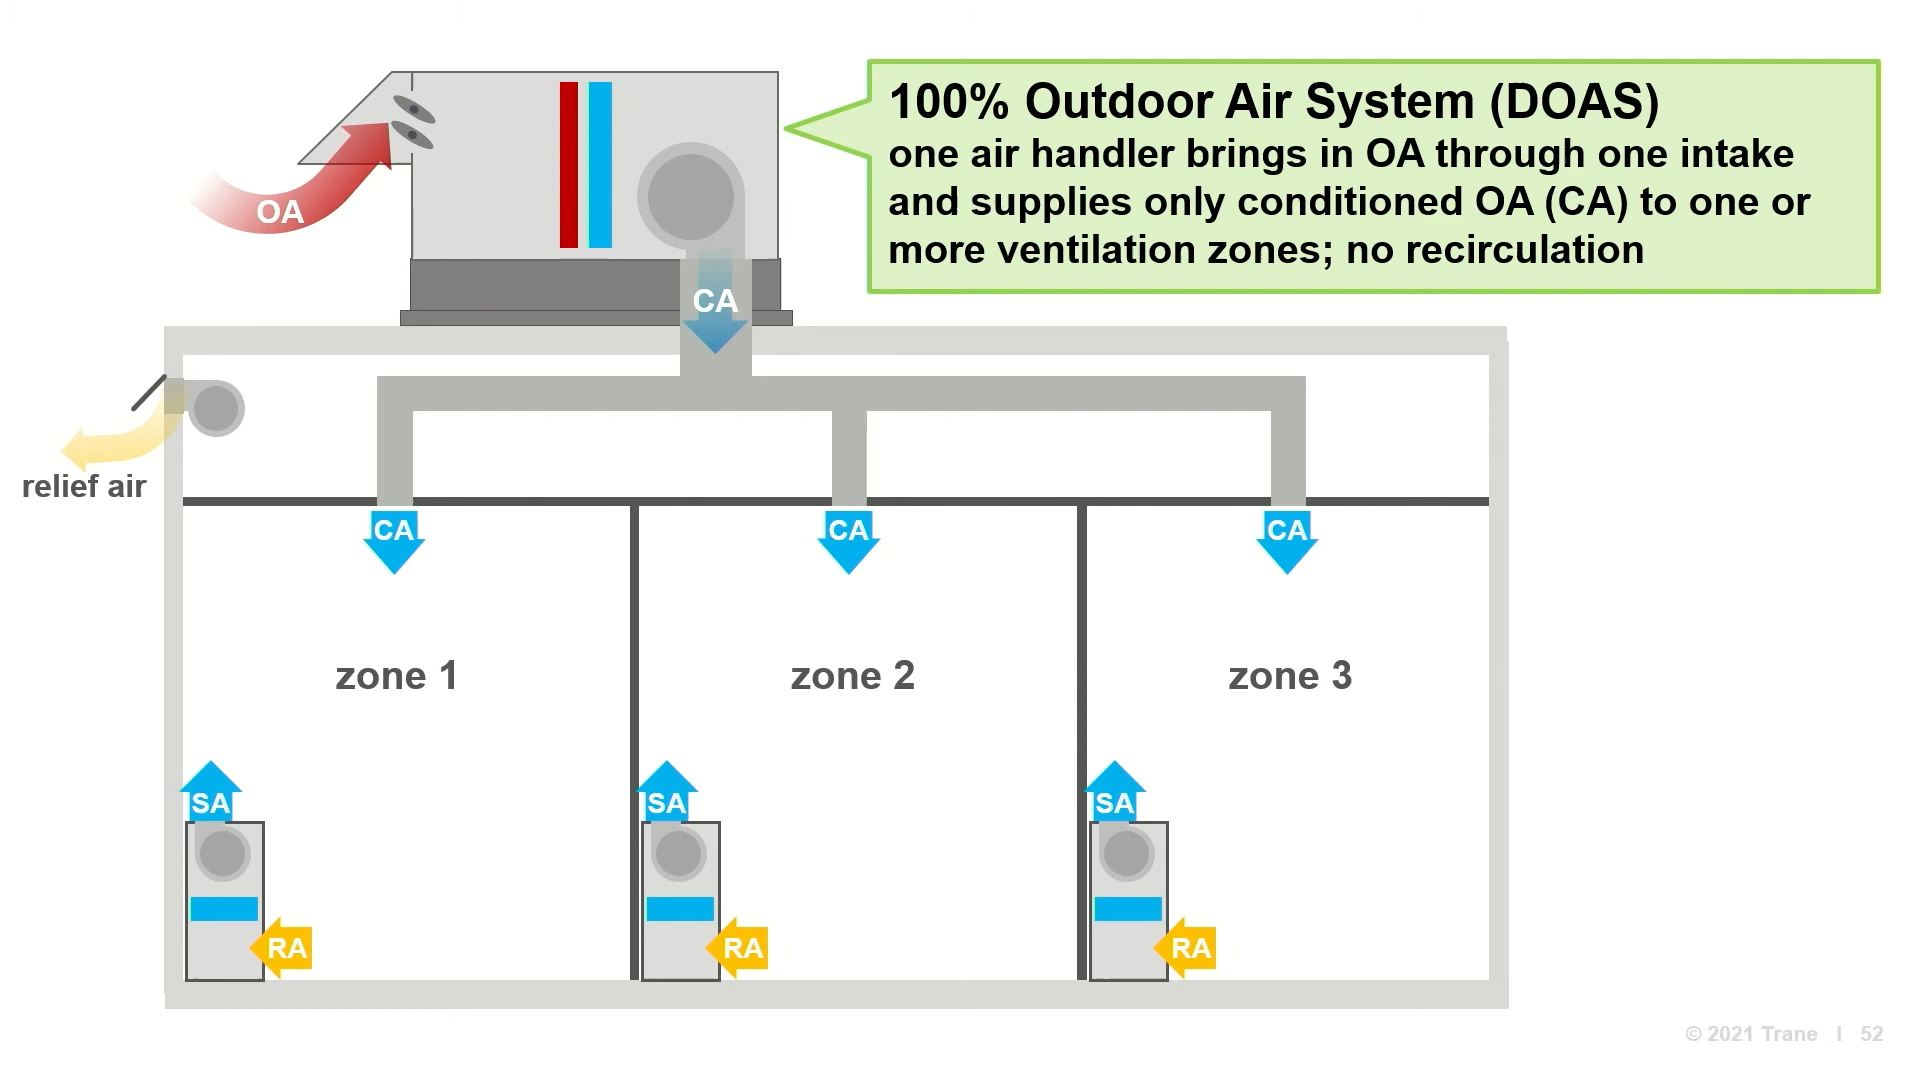 100% Outdoor Air System (DOAS)
one air handler brings in OA through one intake
and supplies only conditioned OA (CA) to one or
more ventilation zones; no recirculation
OA
CA
relief air
CA
CA
CA
zone 1
zone 2
zone 3
SA
SA
SA
RA
RA
RA
© 2021 Trane | 52